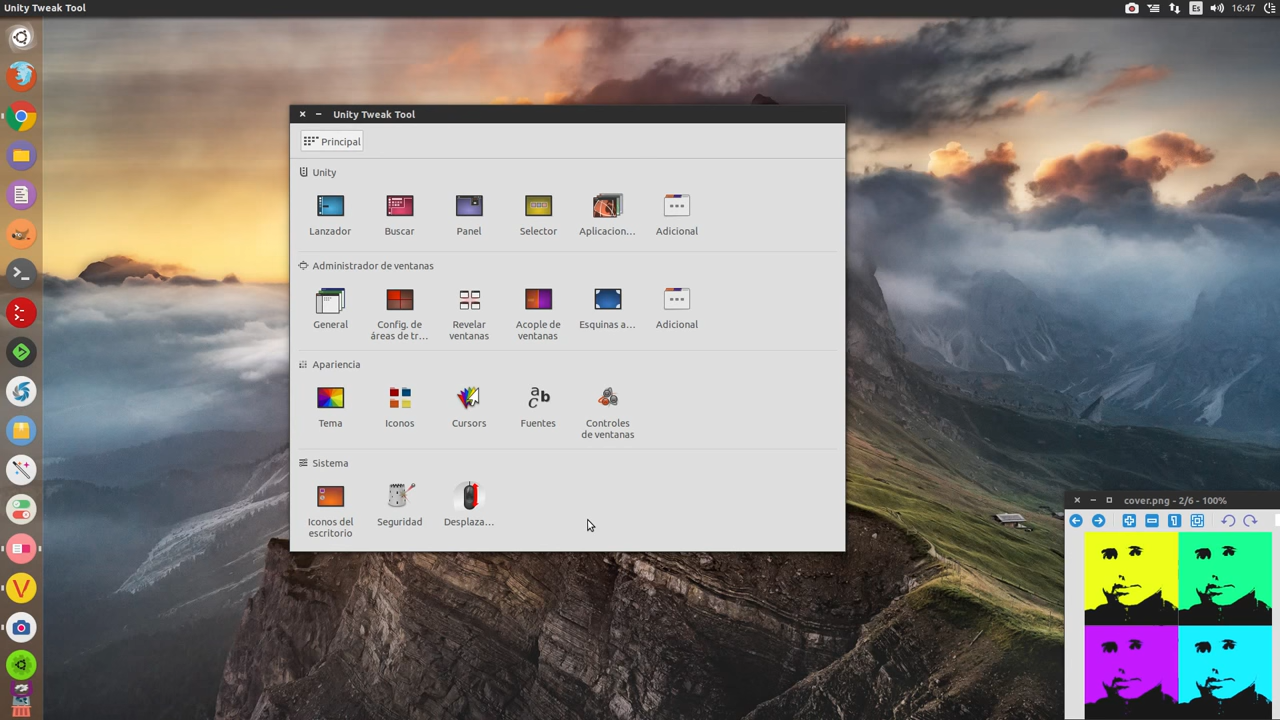 Unity Tweak Tool
Es
16:47
Unity Tweak Tool
Principal
Unity
Lanzador
Buscar
Panel
Selector
Aplicacion...
Adicional
Administrador de ventanas
General
Config. de
áreas de tr...
Revelar
ventanas
Acople de
ventanas
Esquinas a...
Adicional
Apariencia
Tema
Iconos
Cursors
Fuentes
Controles
de ventanas
Sistema
Iconos del
escritorio
Seguridad
Desplaza...
cover.png - 2/6 - 100%